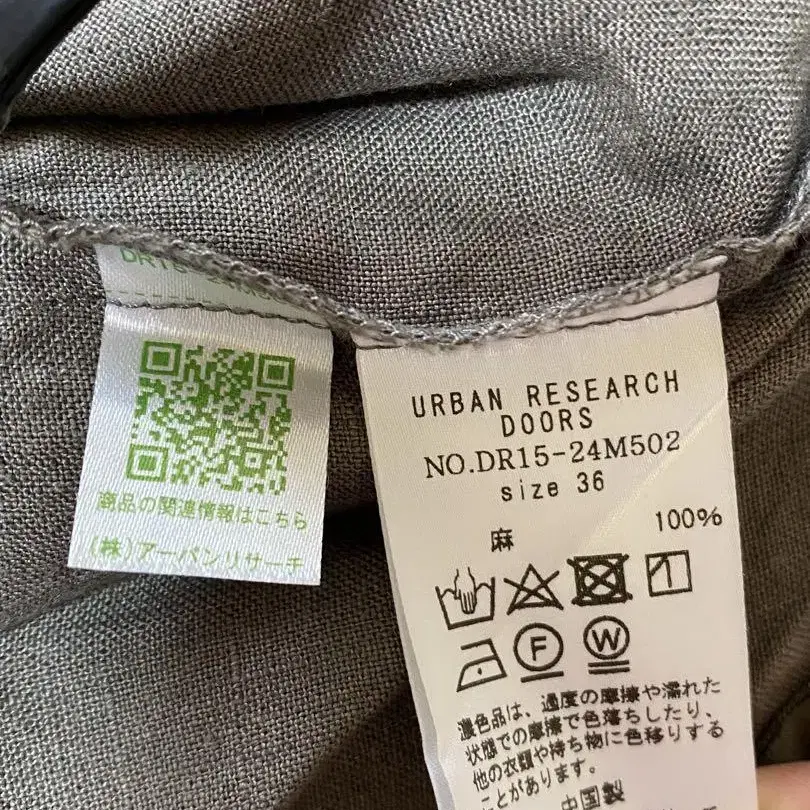 商品の関連情報はこちら
(株)アーバンリサーチ
URBAN RESEARCH
DOORS
NO.DR15-24M502
size 36
麻 100%
F W
濃色品は、過度の摩擦や濡れた
状態での摩擦で色落ちしたり、
他の衣類や持ち物に色移りする
ことがあります。
中国製